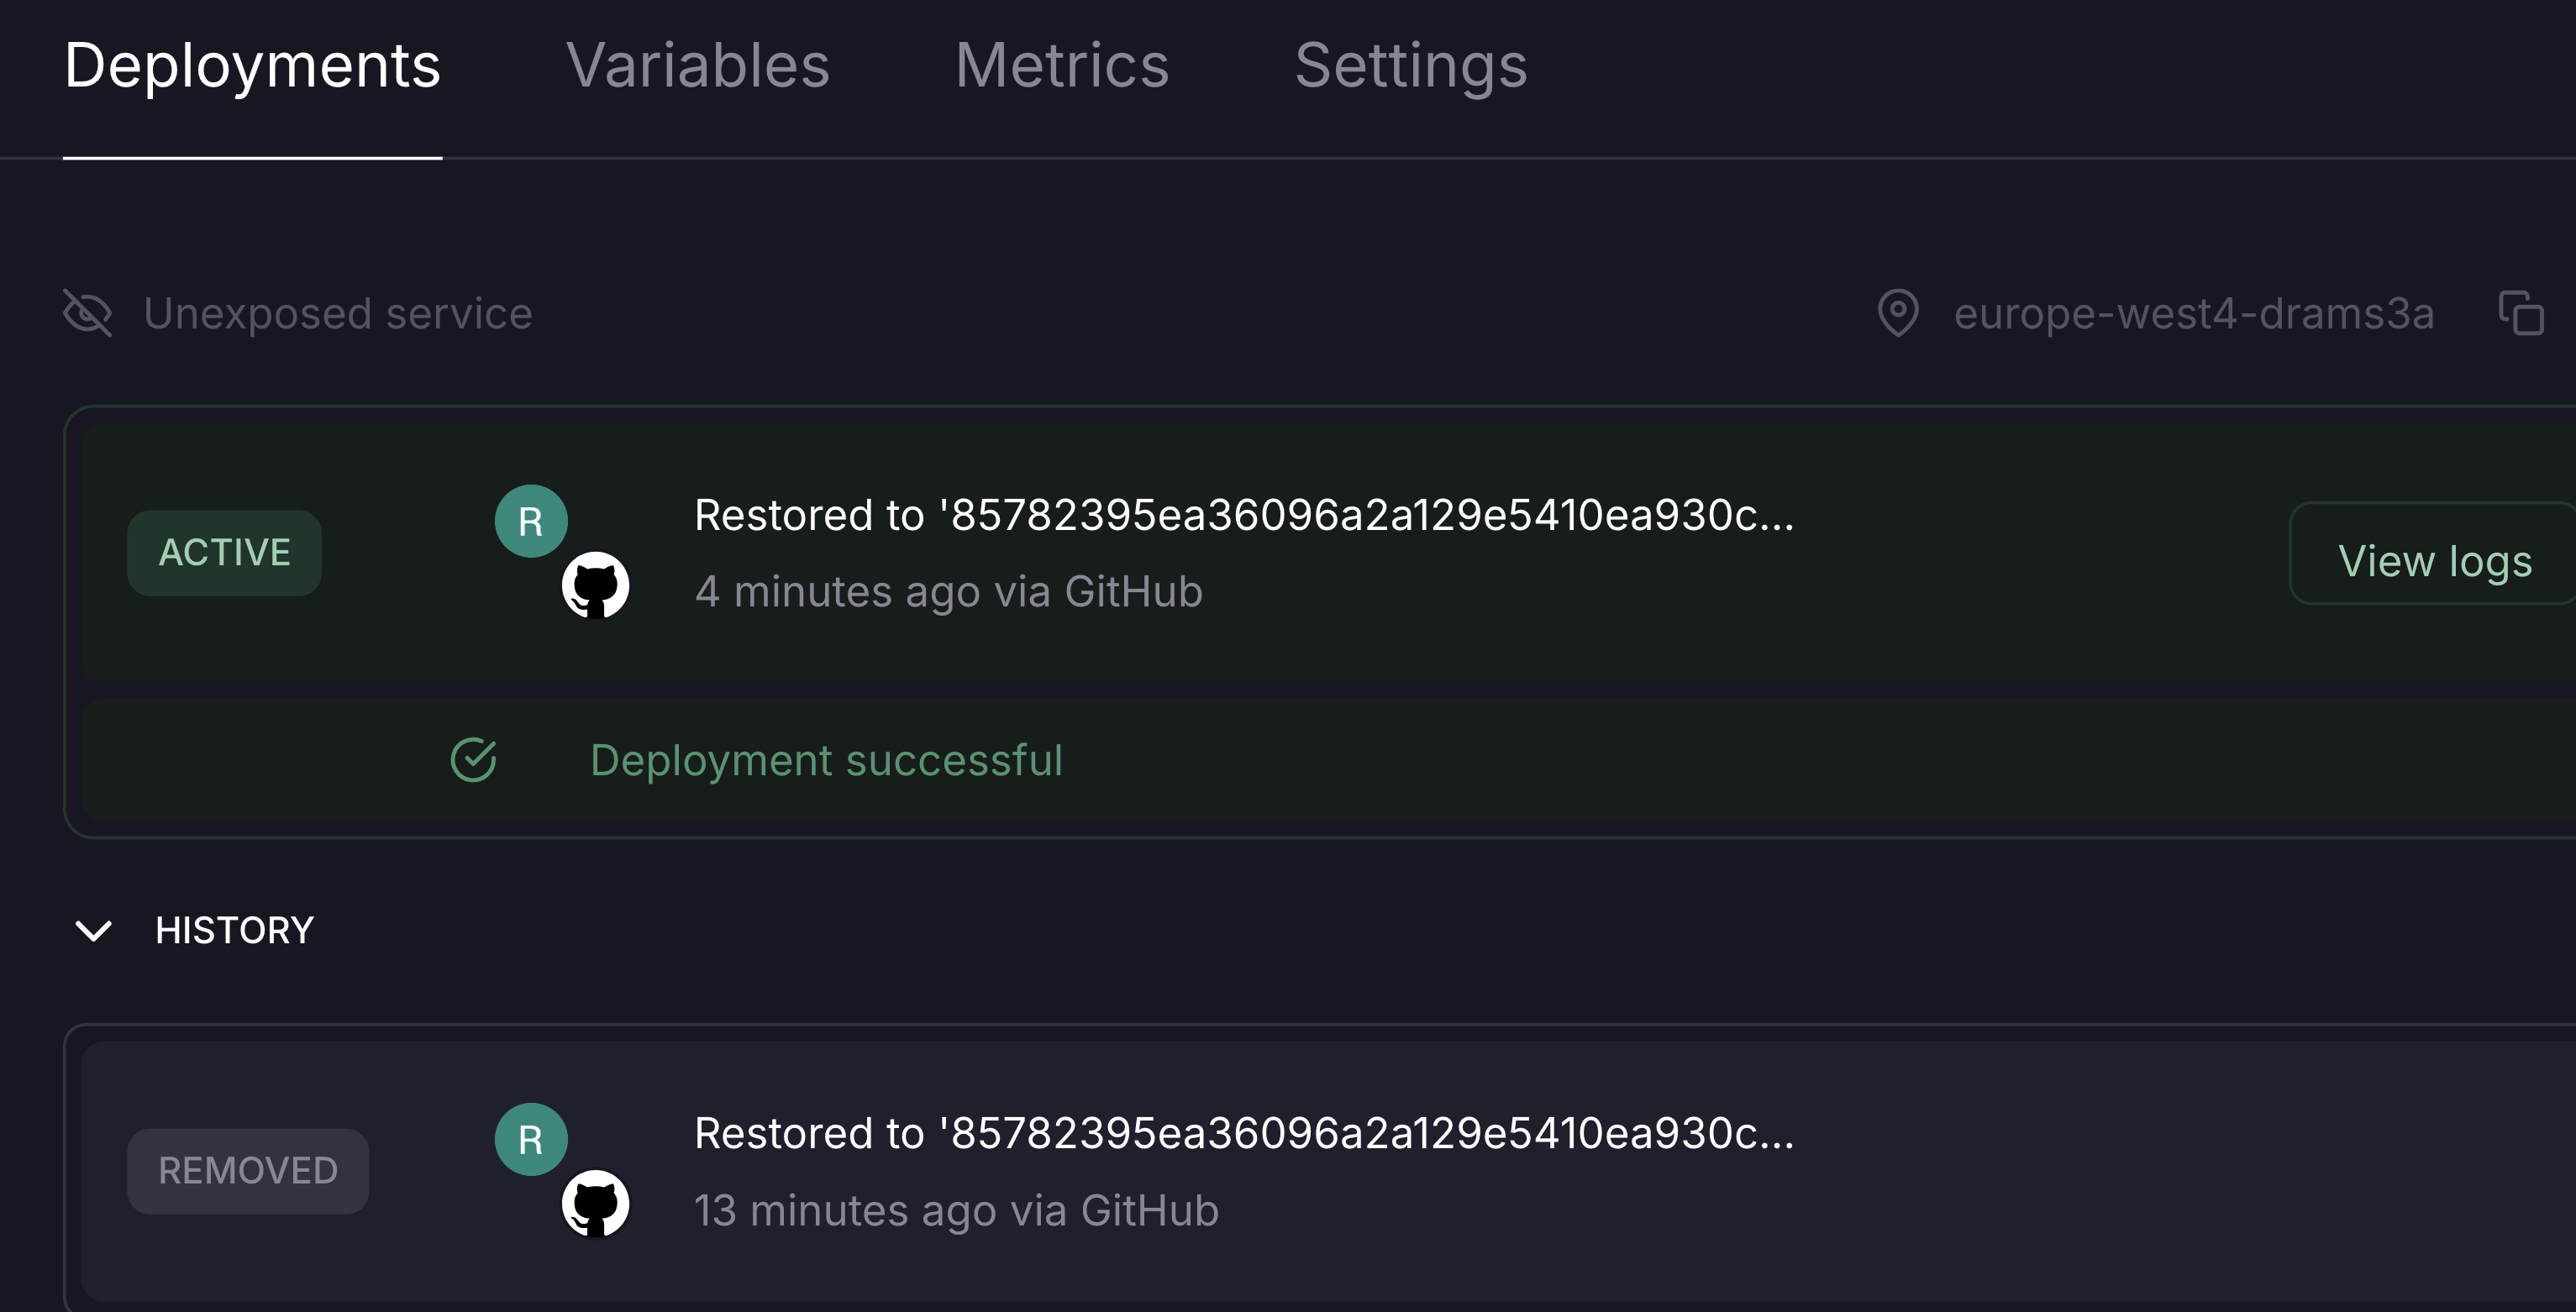 Deployments Variables Metrics Settings
Unexposed service europe-west4-drams3a
ACTIVE R Restored to '85782395ea36096a2a129e5410ea930c...
4 minutes ago via GitHub
View logs
Deployment successful
HISTORY
REMOVED R Restored to '85782395ea36096a2a129e5410ea930c...
13 minutes ago via GitHub